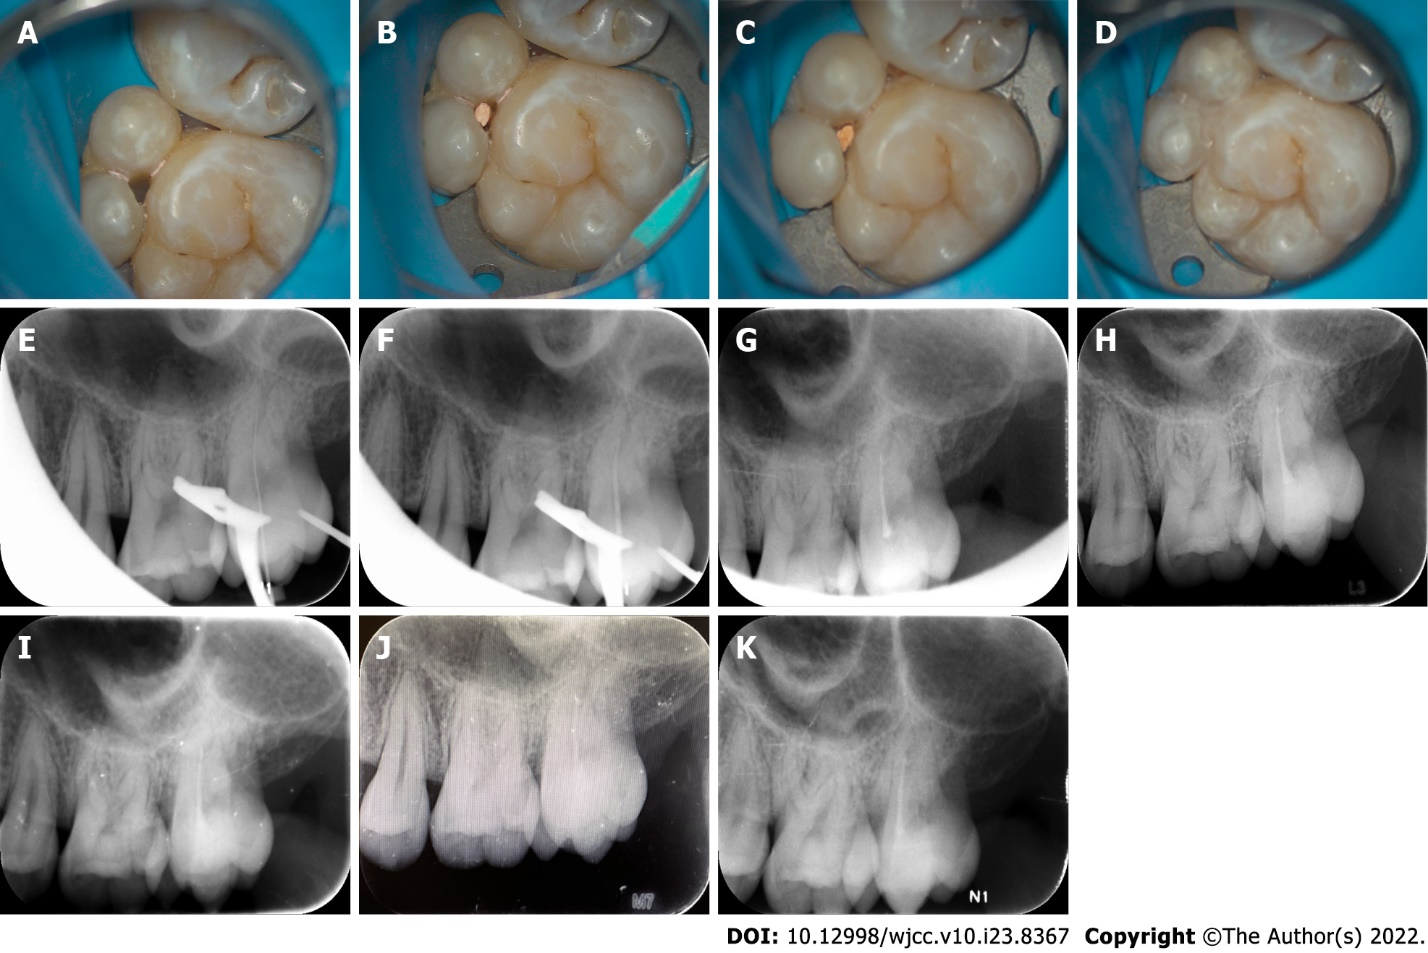 A
B
C
D
E
F
G
H
L3
I
J
M7
K
N1
DOI: 10.12998/wjcc.v10.i23.8367 Copyright ©The Author(s) 2022.